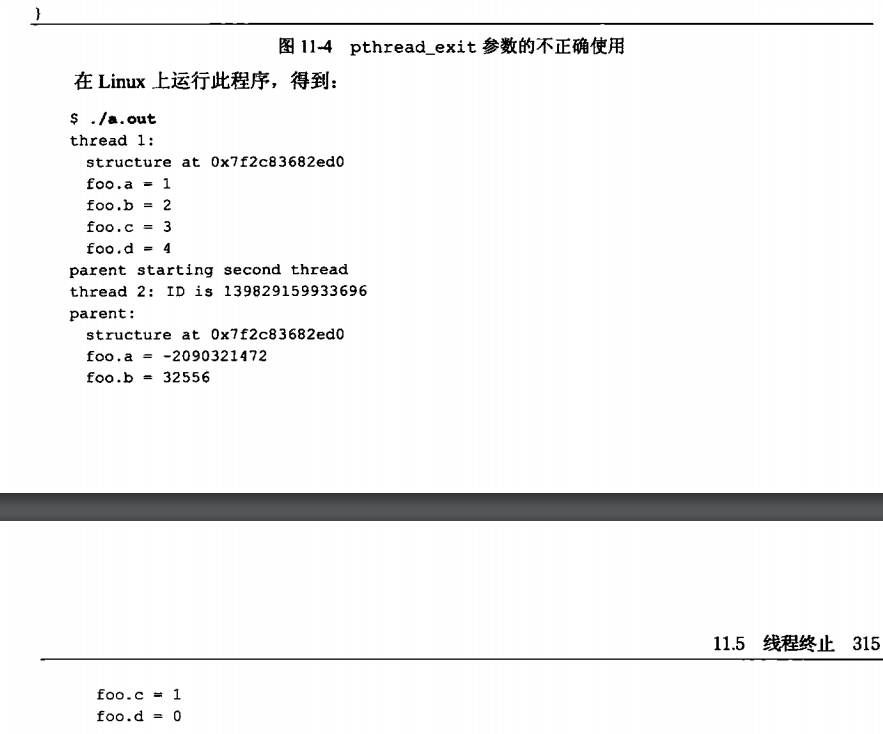 }
图 11-4 pthread_exit 参数的不正确使用
在 Linux 上运行此程序，得到：
$ ./a.out
thread 1:
structure at 0x7f2c83682ed0
foo.a = 1
foo.b = 2
foo.c = 3
foo.d = 4
parent starting second thread
thread 2: ID is 139829159933696
parent:
structure at 0x7f2c83682ed0
foo.a = -2090321472
foo.b = 32556
11.5 线程终止 315
foo.c = 1
foo.d = 0